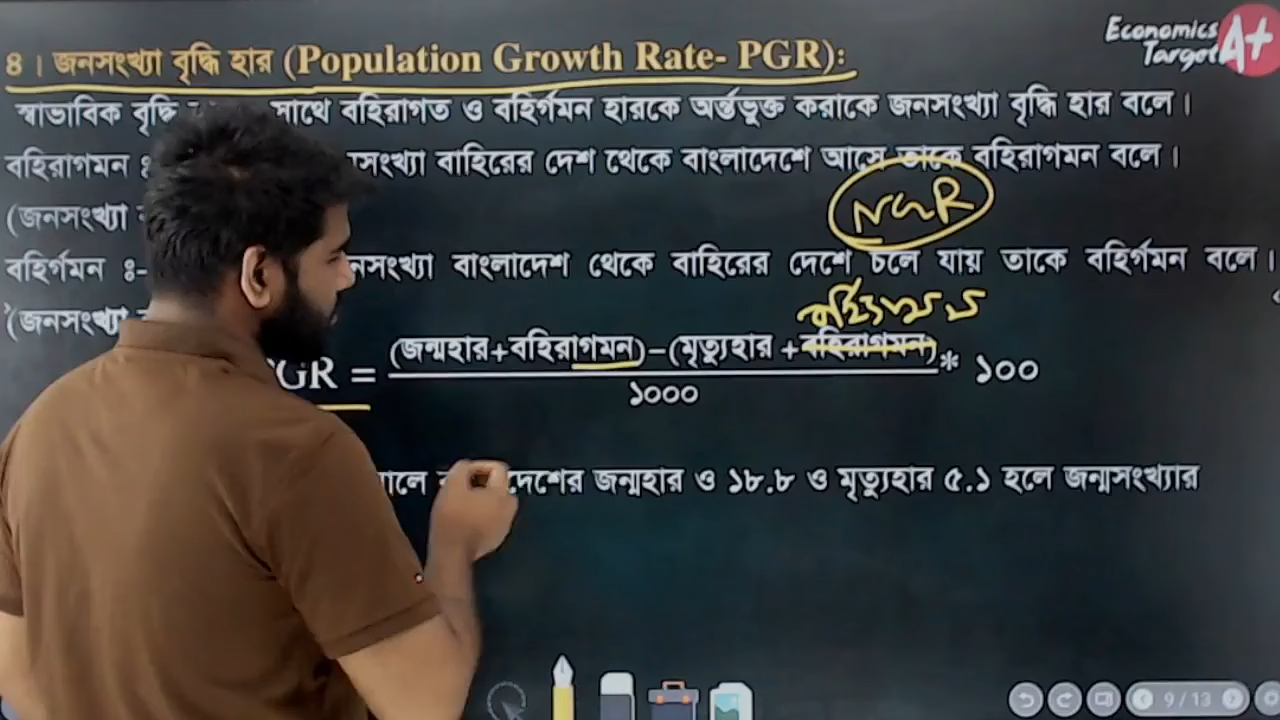 Economics
Target A+
৪। জনসংখ্যা বৃদ্ধি হার (Population Growth Rate- PGR):
স্বাভাবিক বৃদ্ধি সাথে বহিরাগত ও বহির্গমন হারকে অর্ন্তভূক্ত করাকে জনসংখ্যা বৃদ্ধি হার বলে।
বহিরাগমন ঃ সংখ্যা বাহিরের দেশ থেকে বাংলাদেশে আসে তাকে বহিরাগমন বলে।
NGR
(জনসংখ্যা
বহির্গমন ঃ- নসংখ্যা বাংলাদেশ থেকে বাহিরের দেশে চলে যায় তাকে বহির্গমন বলে।
(জনসংখ্যা
GR = (জন্মহার+বহিরাগমন)–(মৃত্যুহার +বহিরাগমন) * ১০০
১০০০
ালে দেশের জন্মহার ও ১৮.৮ ও মৃত্যুহার ৫.১ হলে জন্মসংখ্যার
9 / 13